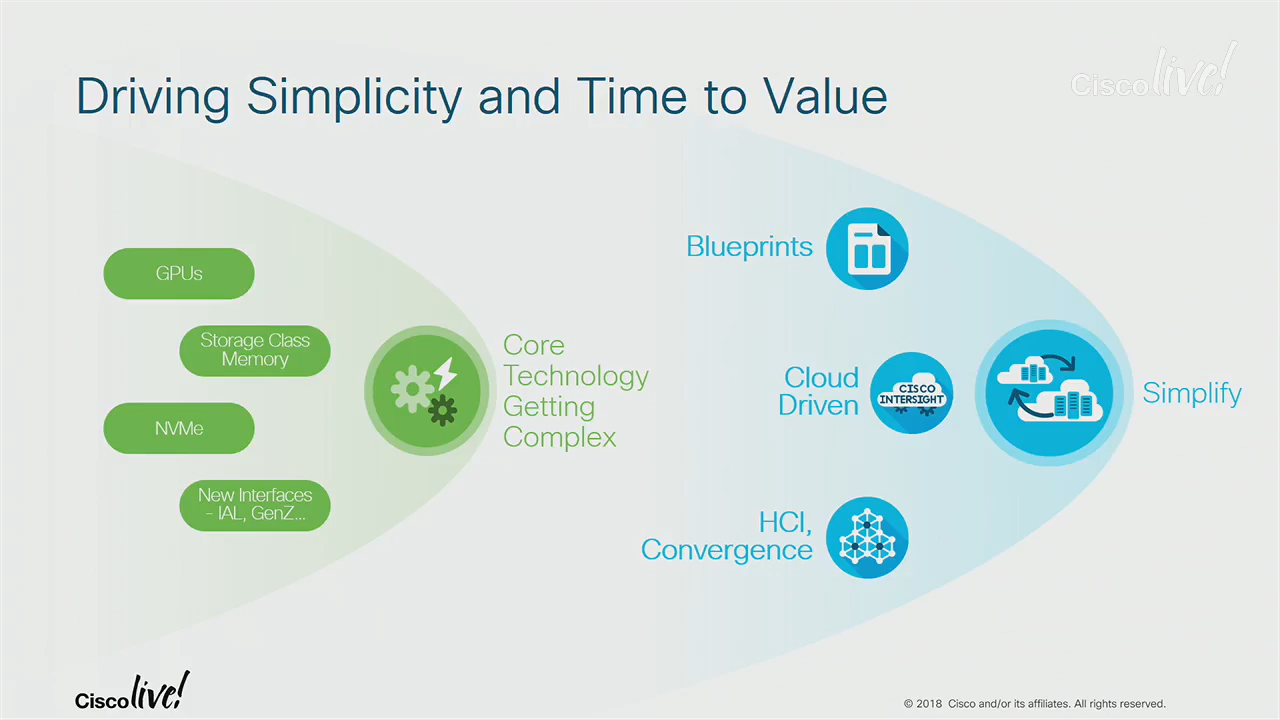 Driving Simplicity and Time to Value
Cisco live!
GPUs
Storage Class
Memory
NVMe
New Interfaces
- IAL, GenZ...
Core
Technology
Getting
Complex
Blueprints
Cloud
Driven
CISCO
INTERSIGHT
HCI,
Convergence
Simplify
Cisco live!
© 2018 Cisco and/or its affiliates. All rights reserved.